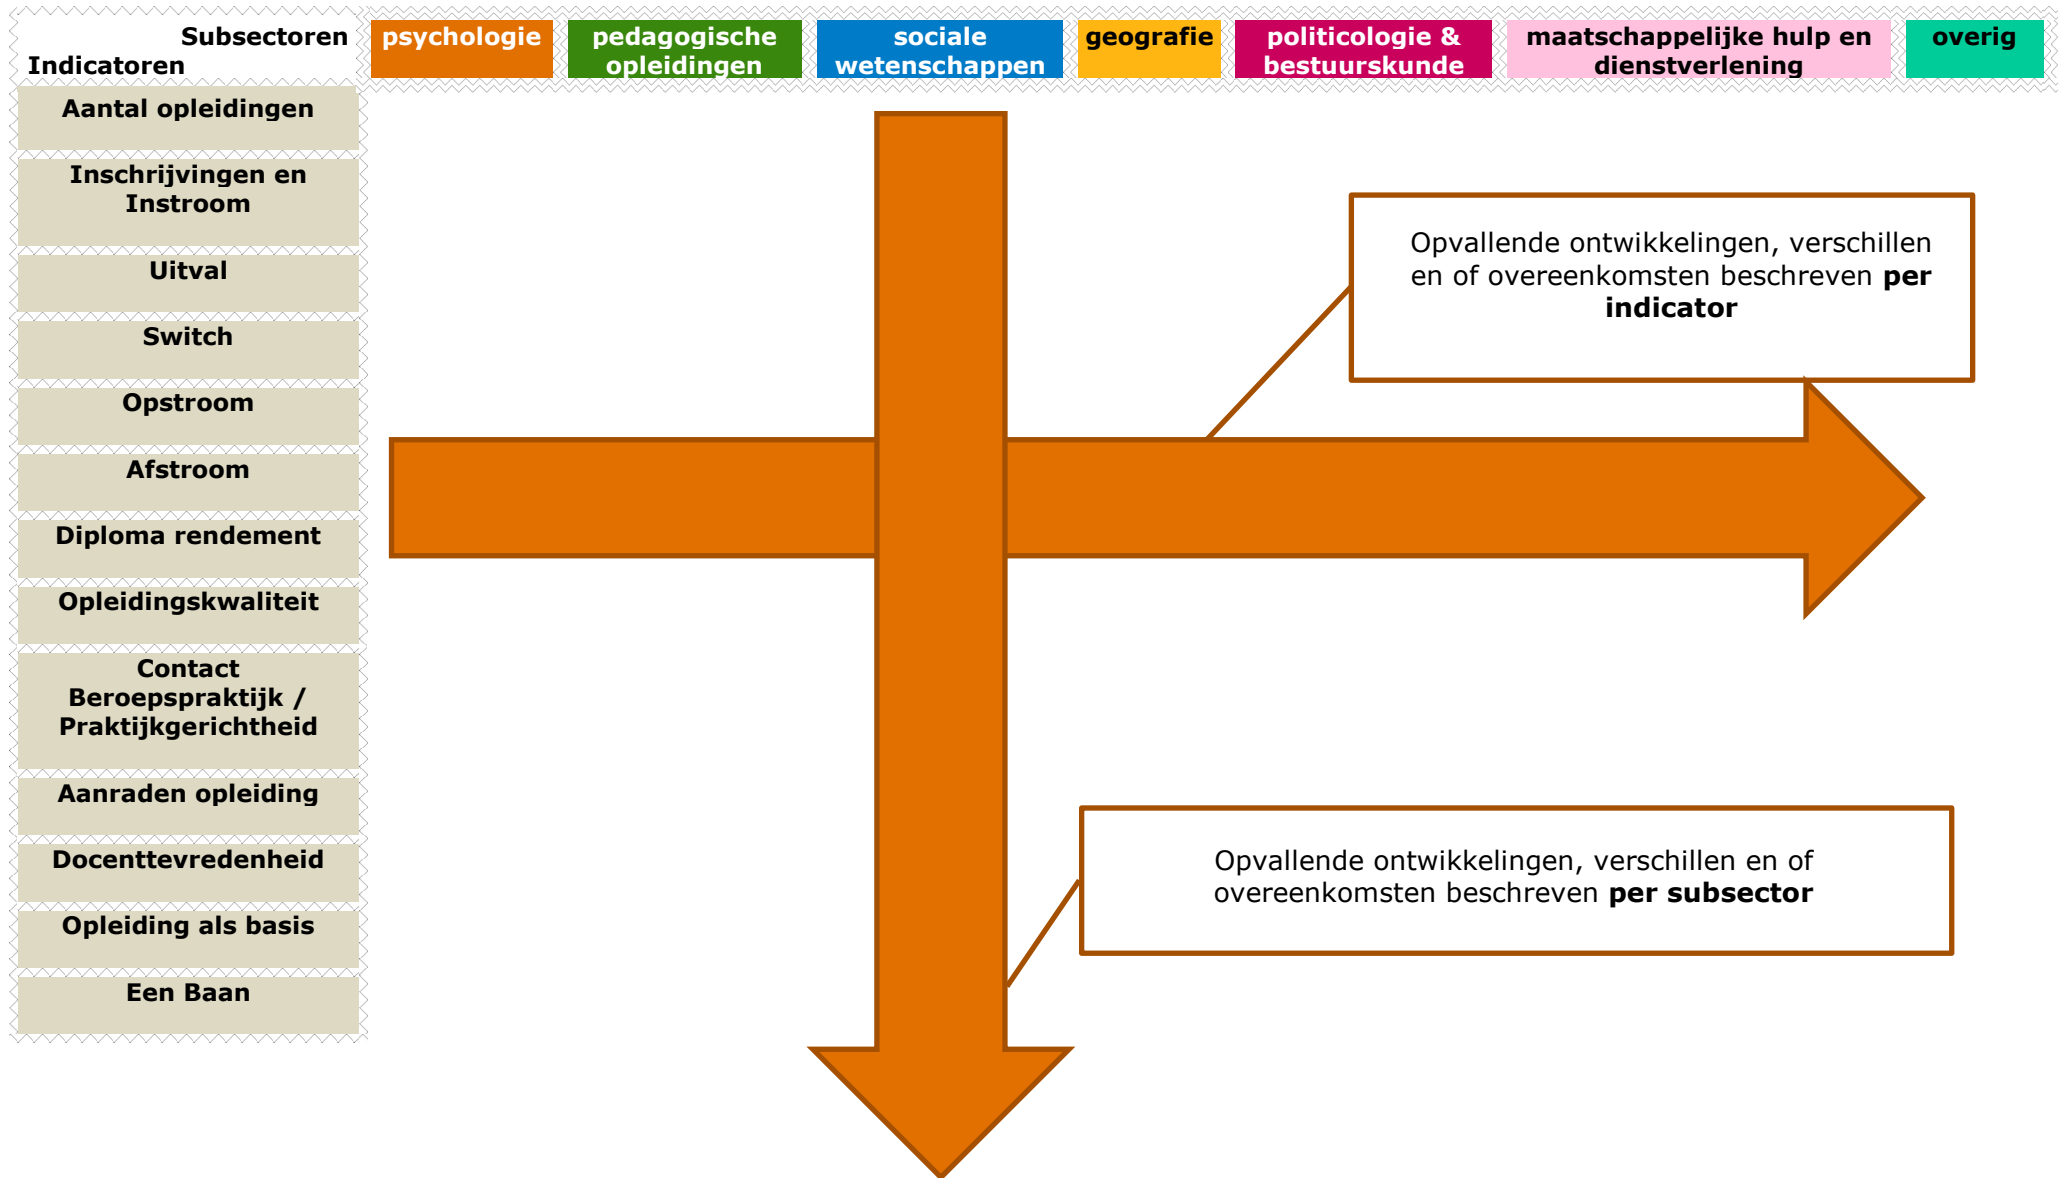 Subsectoren
Indicatoren
psychologie
pedagogische
opleidingen
sociale
wetenschappen
geografie
politicologie &
bestuurskunde
maatschappelijke hulp en
dienstverlening
overig
Aantal opleidingen
Inschrijvingen en
Instroom
Uitval
Switch
Opstroom
Afstroom
Diploma rendement
Opleidingskwaliteit
Contact
Beroepspraktijk /
Praktijkgerichtheid
Aanraden opleiding
Docenttevredenheid
Opleiding als basis
Een Baan
Opvallende ontwikkelingen, verschillen
en of overeenkomsten beschreven per
indicator
Opvallende ontwikkelingen, verschillen en of
overeenkomsten beschreven per subsector